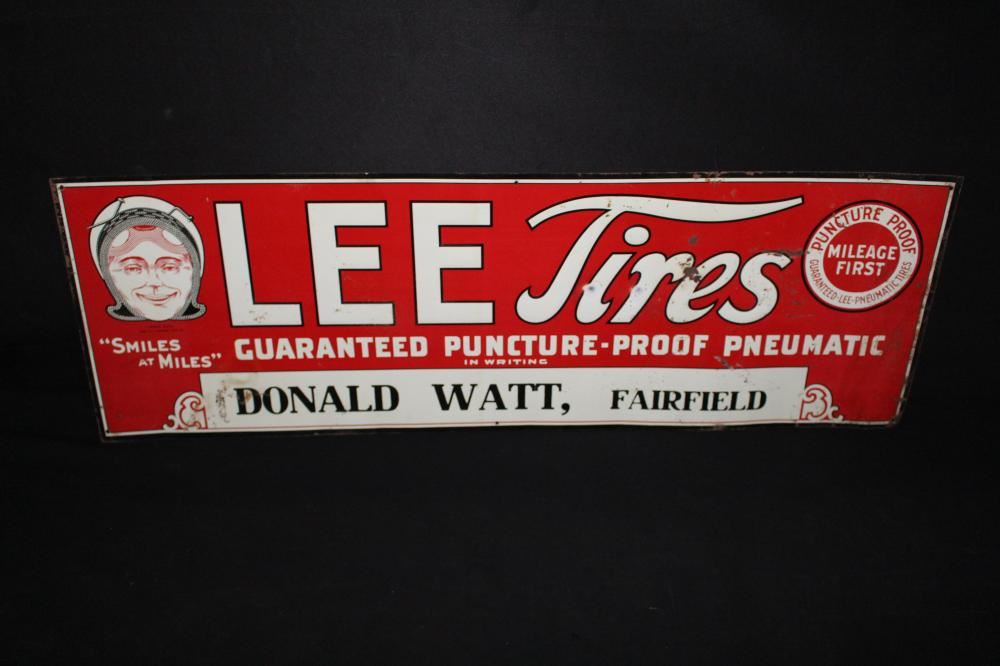 LEE Tires
PUNCTURE PROOF
MILEAGE
FIRST
GUARANTEED-LEE-PNEUMATIC TIRES
"SMILES
AT MILES"
GUARANTEED PUNCTURE-PROOF PNEUMATIC
IN WRITING
DONALD WATT, FAIRFIELD